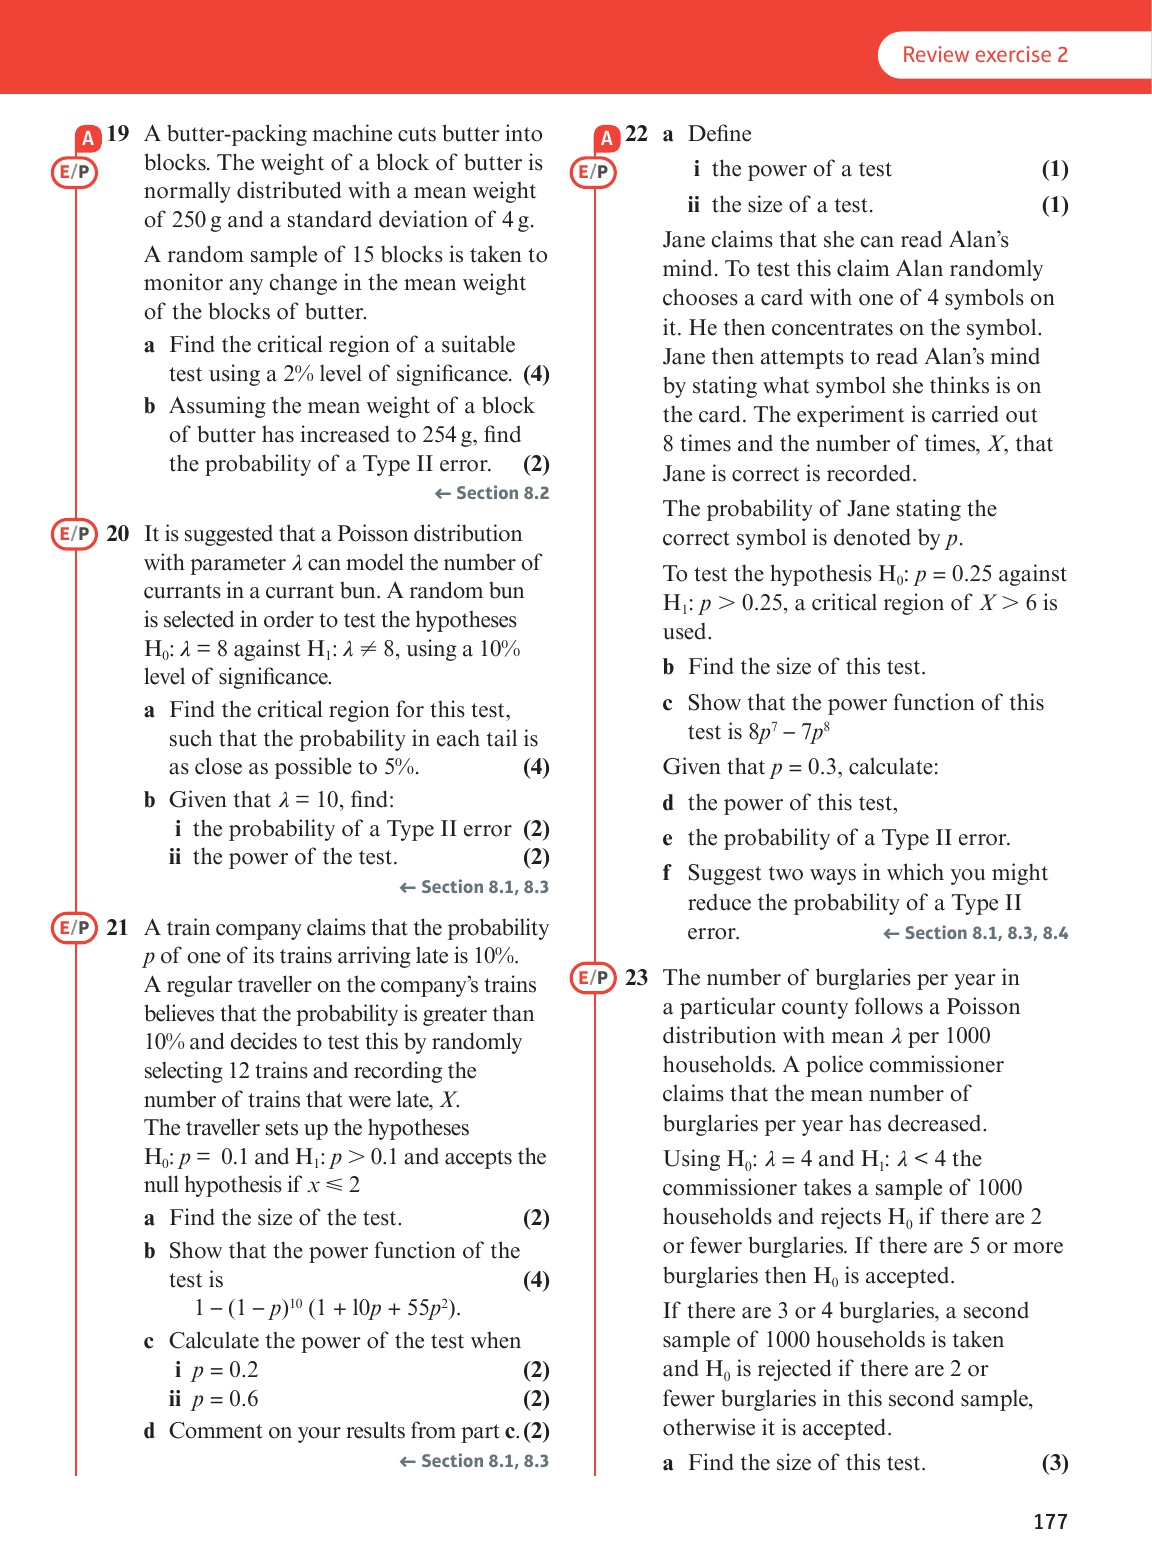 Review exercise 2
A 19 A butter-packing machine cuts butter into
E/P blocks. The weight of a block of butter is
normally distributed with a mean weight
of 250 g and a standard deviation of 4 g.
A random sample of 15 blocks is taken to
monitor any change in the mean weight
of the blocks of butter.
a Find the critical region of a suitable
test using a 2% level of significance. (4)
b Assuming the mean weight of a block
of butter has increased to 254 g, find
the probability of a Type II error. (2)
← Section 8.2
E/P 20 It is suggested that a Poisson distribution
with parameter λ can model the number of
currants in a currant bun. A random bun
is selected in order to test the hypotheses
H₀: λ = 8 against H₁: λ ≠ 8, using a 10%
level of significance.
a Find the critical region for this test,
such that the probability in each tail is
as close as possible to 5%. (4)
b Given that λ = 10, find:
i the probability of a Type II error (2)
ii the power of the test. (2)
← Section 8.1, 8.3
E/P 21 A train company claims that the probability
p of one of its trains arriving late is 10%.
A regular traveller on the company's trains
believes that the probability is greater than
10% and decides to test this by randomly
selecting 12 trains and recording the
number of trains that were late, X.
The traveller sets up the hypotheses
H₀: p = 0.1 and H₁: p > 0.1 and accepts the
null hypothesis if x ⩽ 2
a Find the size of the test. (2)
b Show that the power function of the
test is (4)
1 – (1 – p)¹⁰ (1 + l0p + 55p²).
c Calculate the power of the test when
i p = 0.2 (2)
ii p = 0.6 (2)
d Comment on your results from part c. (2)
← Section 8.1, 8.3
A 22 a Define
E/P i the power of a test (1)
ii the size of a test. (1)
Jane claims that she can read Alan's
mind. To test this claim Alan randomly
chooses a card with one of 4 symbols on
it. He then concentrates on the symbol.
Jane then attempts to read Alan's mind
by stating what symbol she thinks is on
the card. The experiment is carried out
8 times and the number of times, X, that
Jane is correct is recorded.
The probability of Jane stating the
correct symbol is denoted by p.
To test the hypothesis H₀: p = 0.25 against
H₁: p > 0.25, a critical region of X > 6 is
used.
b Find the size of this test.
c Show that the power function of this
test is 8p⁷ – 7p⁸
Given that p = 0.3, calculate:
d the power of this test,
e the probability of a Type II error.
f Suggest two ways in which you might
reduce the probability of a Type II
error. ← Section 8.1, 8.3, 8.4
E/P 23 The number of burglaries per year in
a particular county follows a Poisson
distribution with mean λ per 1000
households. A police commissioner
claims that the mean number of
burglaries per year has decreased.
Using H₀: λ = 4 and H₁: λ < 4 the
commissioner takes a sample of 1000
households and rejects H₀ if there are 2
or fewer burglaries. If there are 5 or more
burglaries then H₀ is accepted.
If there are 3 or 4 burglaries, a second
sample of 1000 households is taken
and H₀ is rejected if there are 2 or
fewer burglaries in this second sample,
otherwise it is accepted.
a Find the size of this test. (3)
177